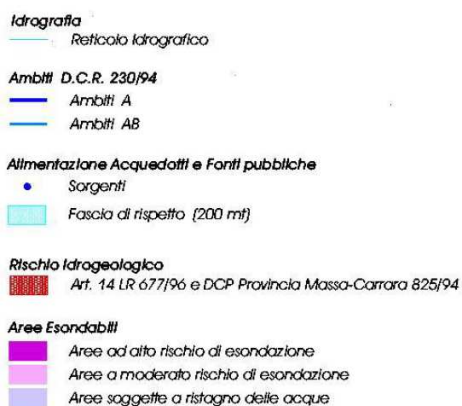 Idrografia
Reticolo Idrografico
Ambiti D.C.R. 230/94
Ambiti A
Ambiti AB
Alimentazione Acquedotti e Fonti pubbliche
Sorgenti
Fascia di rispetto (200 mt)
Rischio Idrogeologico
Art. 14 LR 677/96 e DCP Provincia Massa-Carrara 825/94
Aree Esondabili
Aree ad alto rischio di esondazione
Aree a moderato rischio di esondazione
Aree soggette a ristagno delle acque